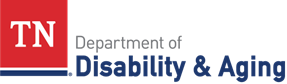 TN
Department of
Disability & Aging